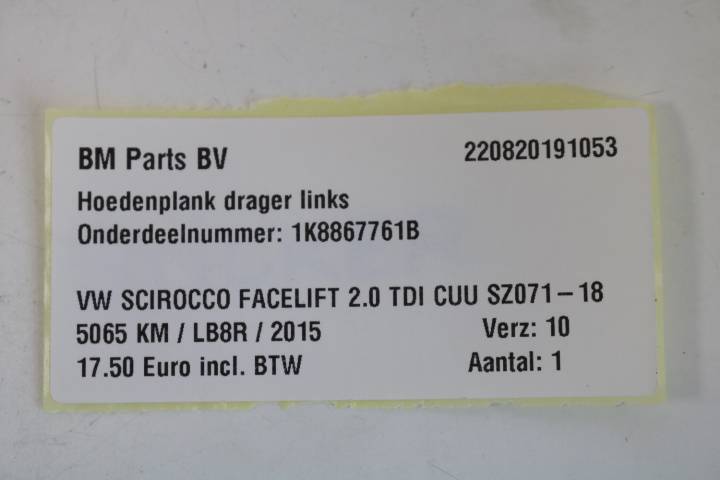 BM Parts BV 220820191053
Hoedenplank drager links
Onderdeelnummer: 1K8867761B
VW SCIROCCO FACELIFT 2.0 TDI CUU SZ071-18
5065 KM / LB8R / 2015 Verz: 10
17.50 Euro incl. BTW Aantal: 1